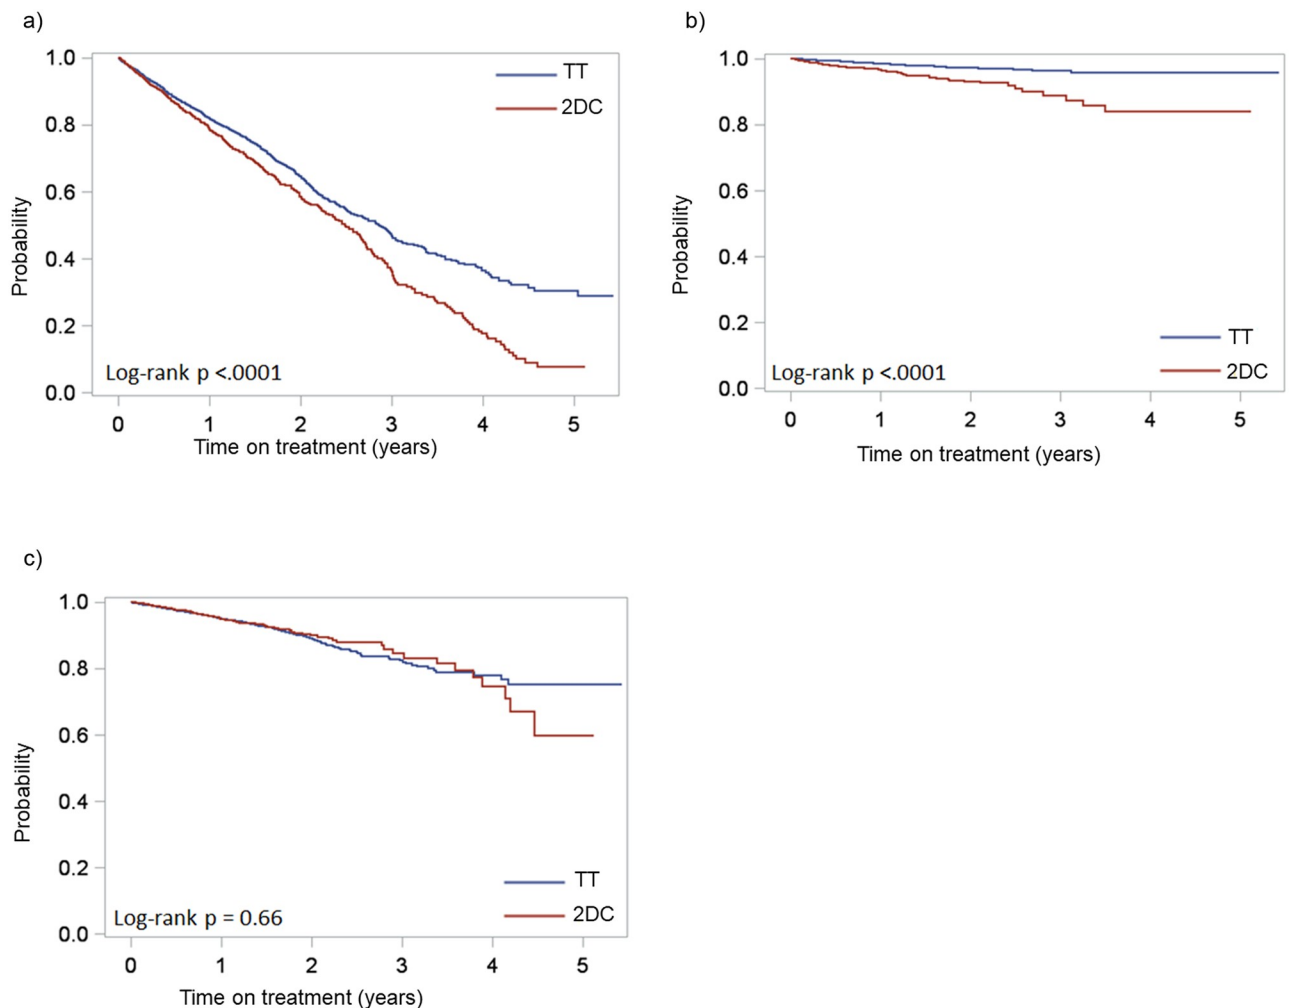 a)
1.0
0.8
0.6
0.4
0.2
0.0
Probability
TT
2DC
Log-rank p <.0001
0 1 2 3 4 5
Time on treatment (years)
b)
1.0
0.8
0.6
0.4
0.2
0.0
Probability
TT
2DC
Log-rank p <.0001
0 1 2 3 4 5
Time on treatment (years)
c)
1.0
0.8
0.6
0.4
0.2
0.0
Probability
TT
2DC
Log-rank p = 0.66
0 1 2 3 4 5
Time on treatment (years)